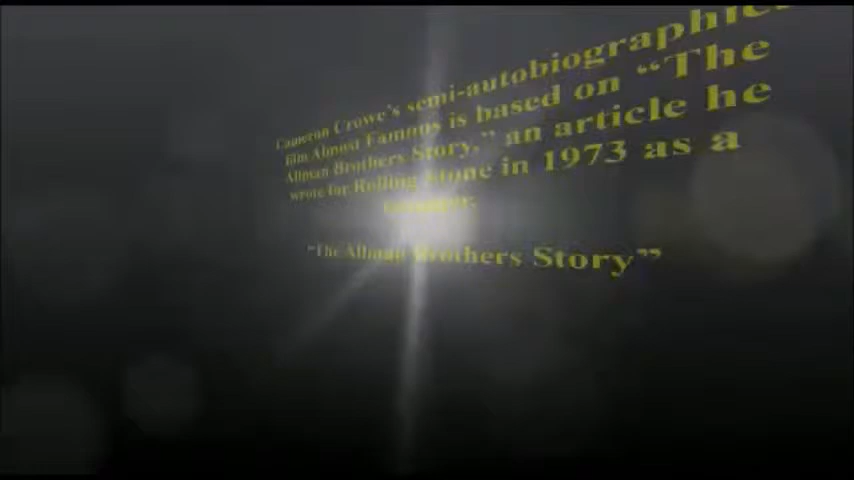 Cameron Crowe's semi-autobiographical
film Almost Famous is based on “The
Allman Brothers Story,” an article he
wrote for Rolling Stone in 1973 as a
“The Allman Brothers Story”